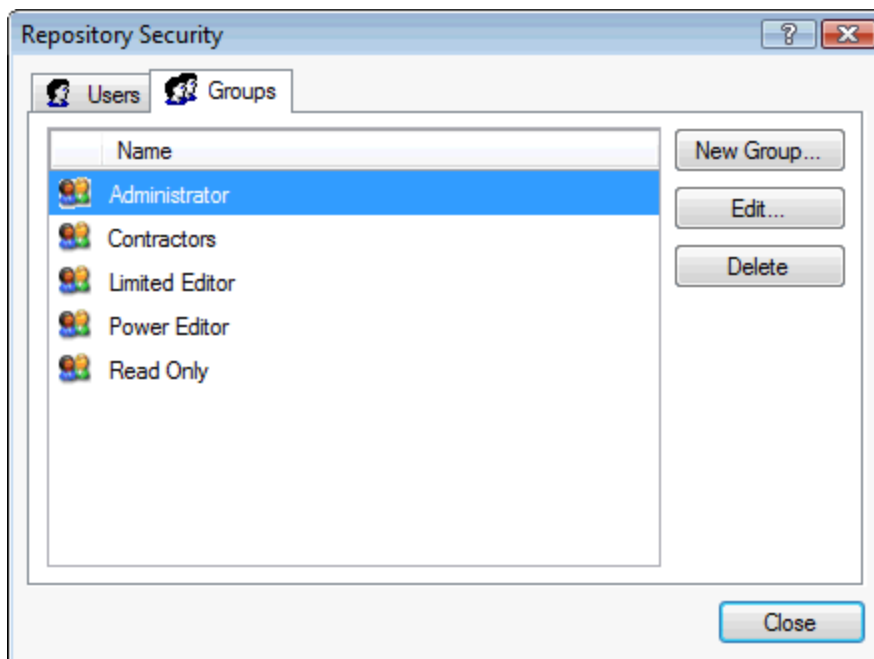 Repository Security
Users
Groups
Name
New Group...
Administrator
Edit...
Contractors
Delete
Limited Editor
Power Editor
Read Only
Close